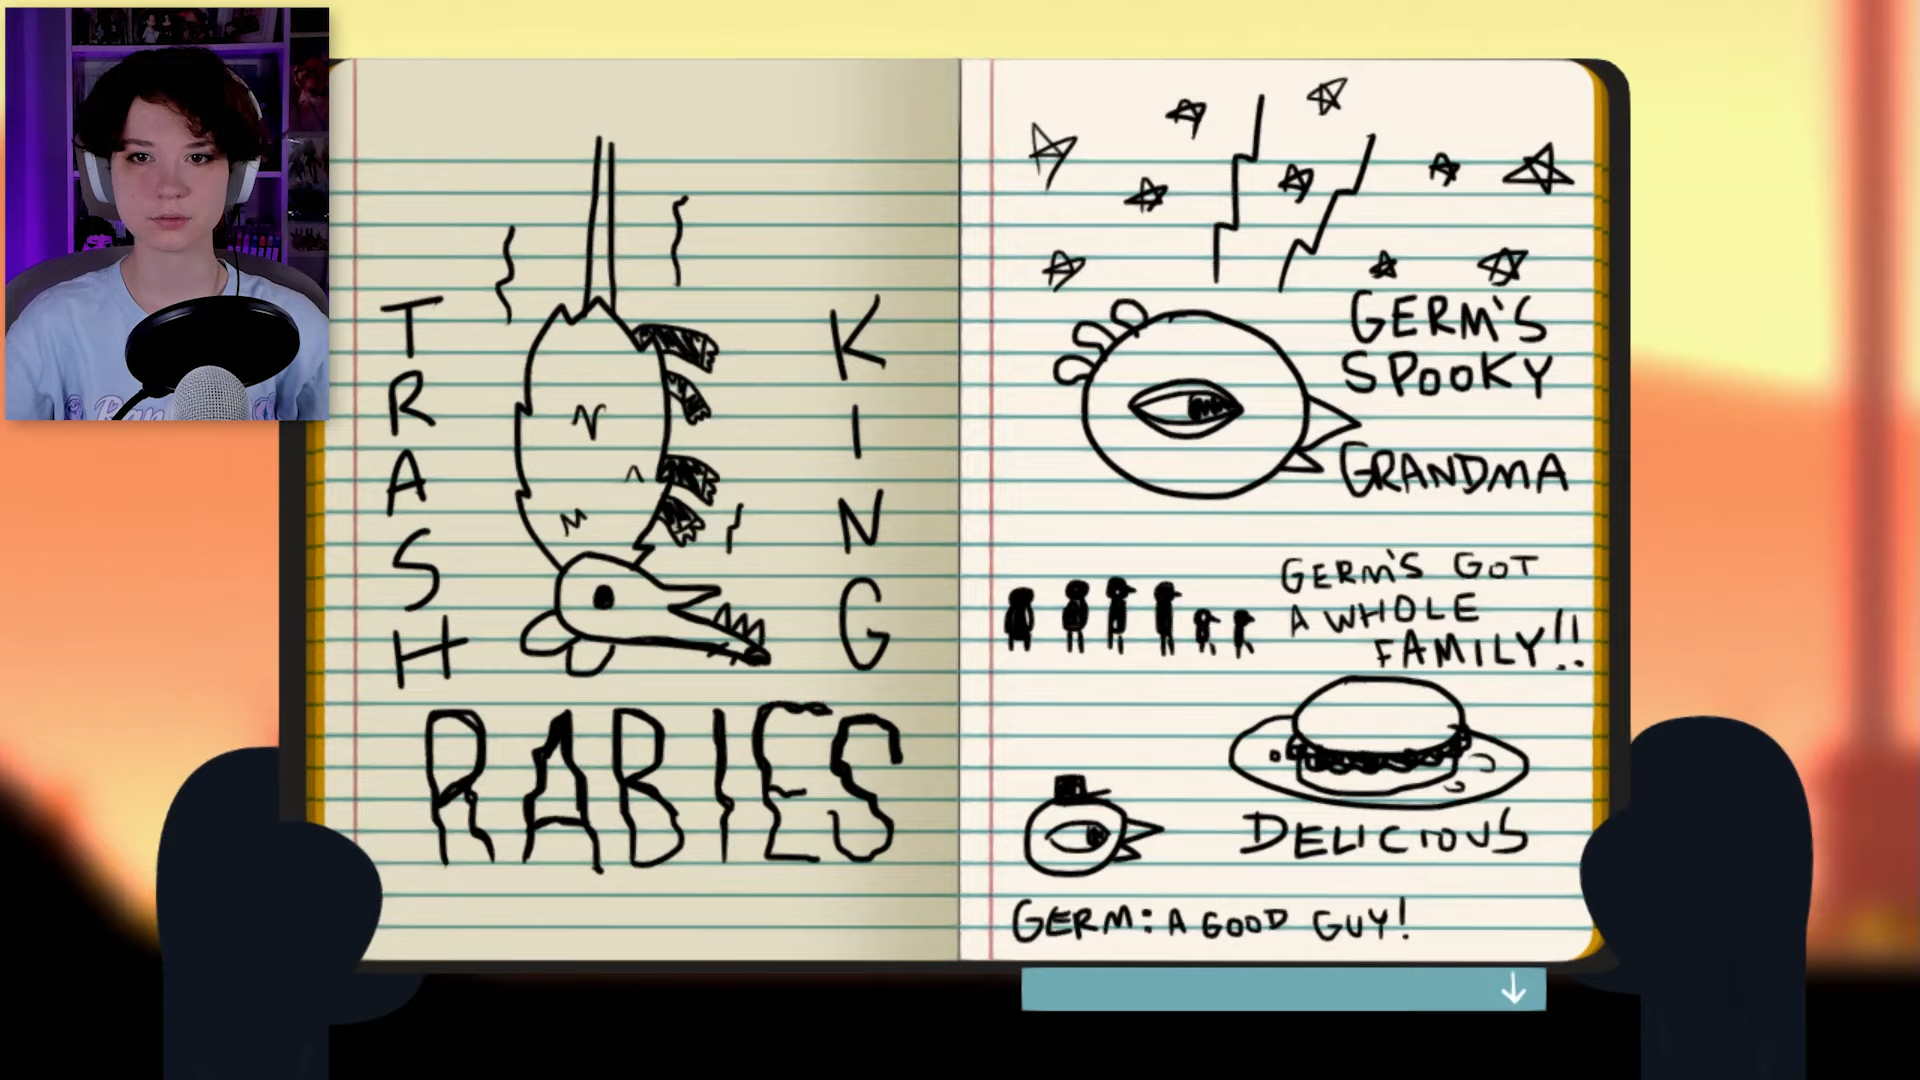 TRASH
KING
RABIES
GERM'S
SPOOKY
GRANDMA
GERM'S GOT
A WHOLE
FAMILY!!
DELICIOUS
GERM: A GOOD GUY!